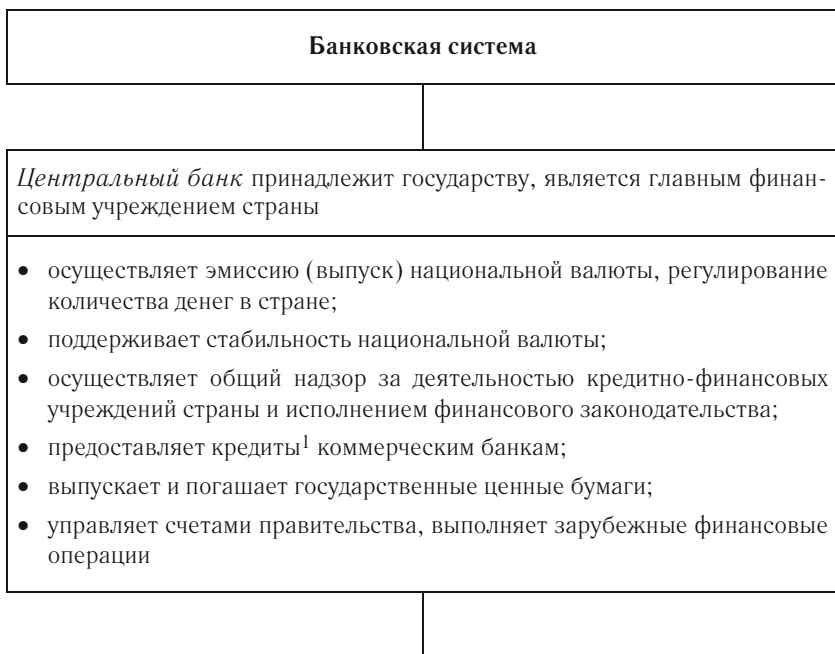 Банковская система
Центральный банк принадлежит государству, является главным финан-
совым учреждением страны
• осуществляет эмиссию (выпуск) национальной валюты, регулирование
количества денег в стране;
• поддерживает стабильность национальной валюты;
• осуществляет общий надзор за деятельностью кредитно-финансовых
учреждений страны и исполнением финансового законодательства;
• предоставляет кредиты¹ коммерческим банкам;
• выпускает и погашает государственные ценные бумаги;
• управляет счетами правительства, выполняет зарубежные финансовые
операции